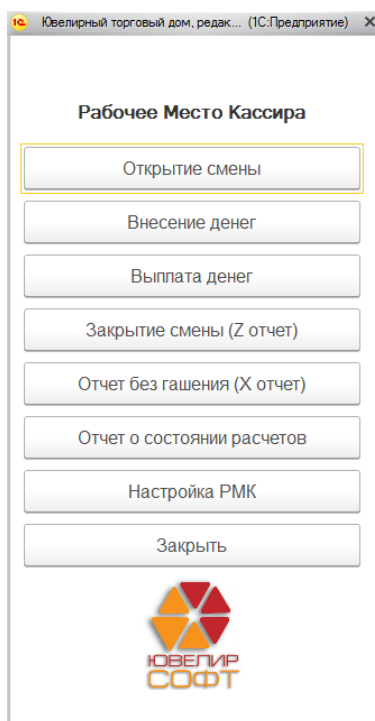 1С Ювелирный торговый дом, редак... (1С:Предприятие) ×
Рабочее Место Кассира
Открытие смены
Внесение денег
Выплата денег
Закрытие смены (Z отчет)
Отчет без гашения (X отчет)
Отчет о состоянии расчетов
Настройка РМК
Закрыть
ЮВЕЛИР
СОФТ